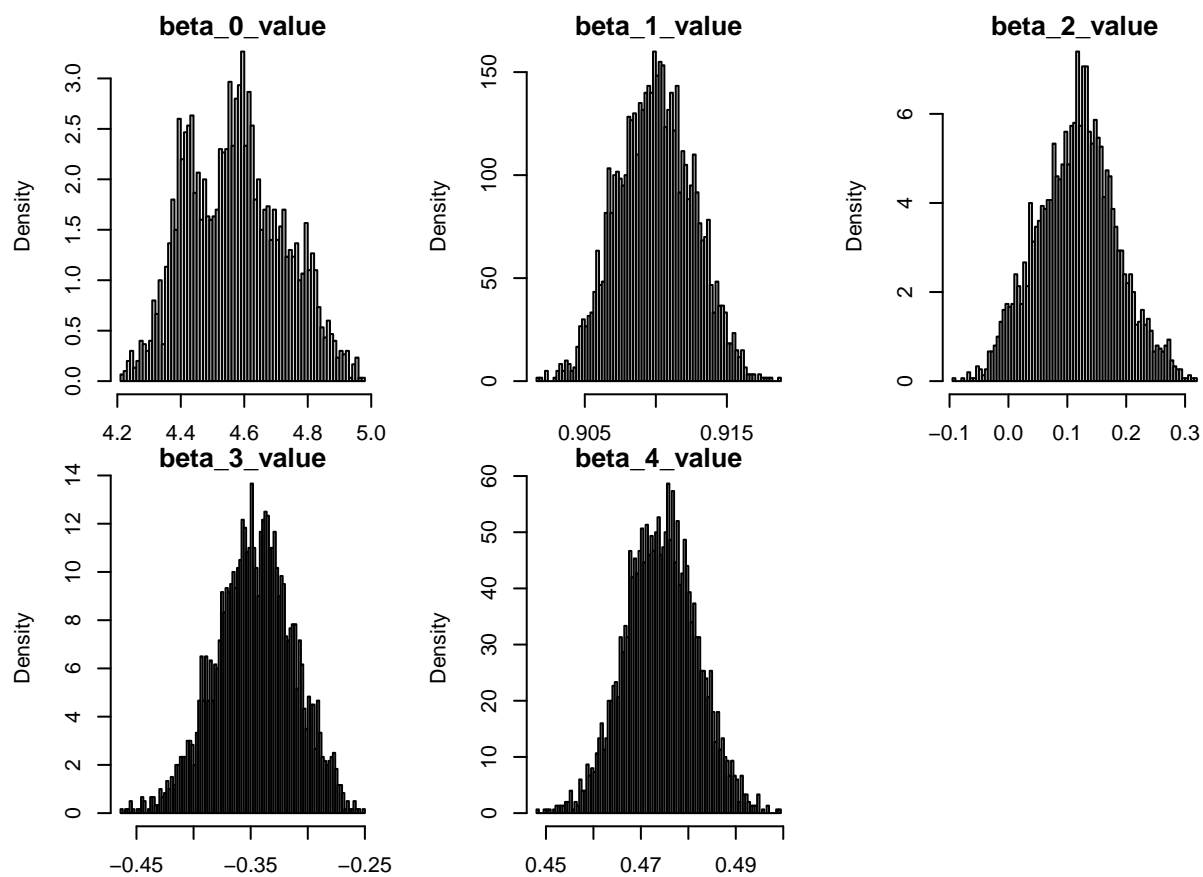 beta_0_value
Density
0.0 0.5 1.0 1.5 2.0 2.5 3.0
4.2 4.4 4.6 4.8 5.0
beta_1_value
Density
0 50 100 150
0.905 0.915
beta_2_value
Density
0 2 4 6
−0.1 0.0 0.1 0.2 0.3
beta_3_value
Density
0 2 4 6 8 10 12 14
−0.45 −0.35 −0.25
beta_4_value
Density
0 10 20 30 40 50 60
0.45 0.47 0.49